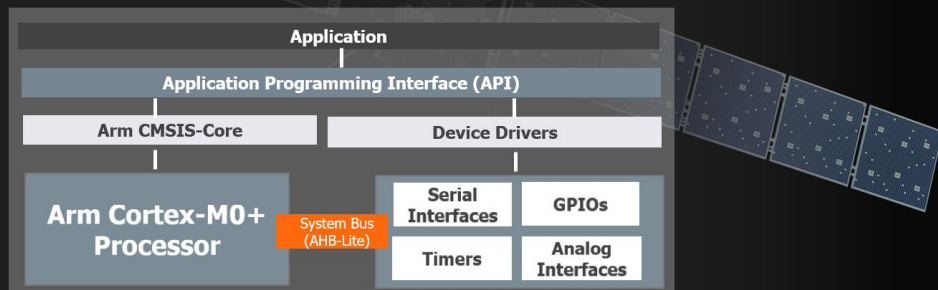 Application
Application Programming Interface (API)
Arm CMSIS-Core
Device Drivers
Arm Cortex-M0+
Processor
System Bus
(AHB-Lite)
Serial
Interfaces
GPIOs
Timers
Analog
Interfaces